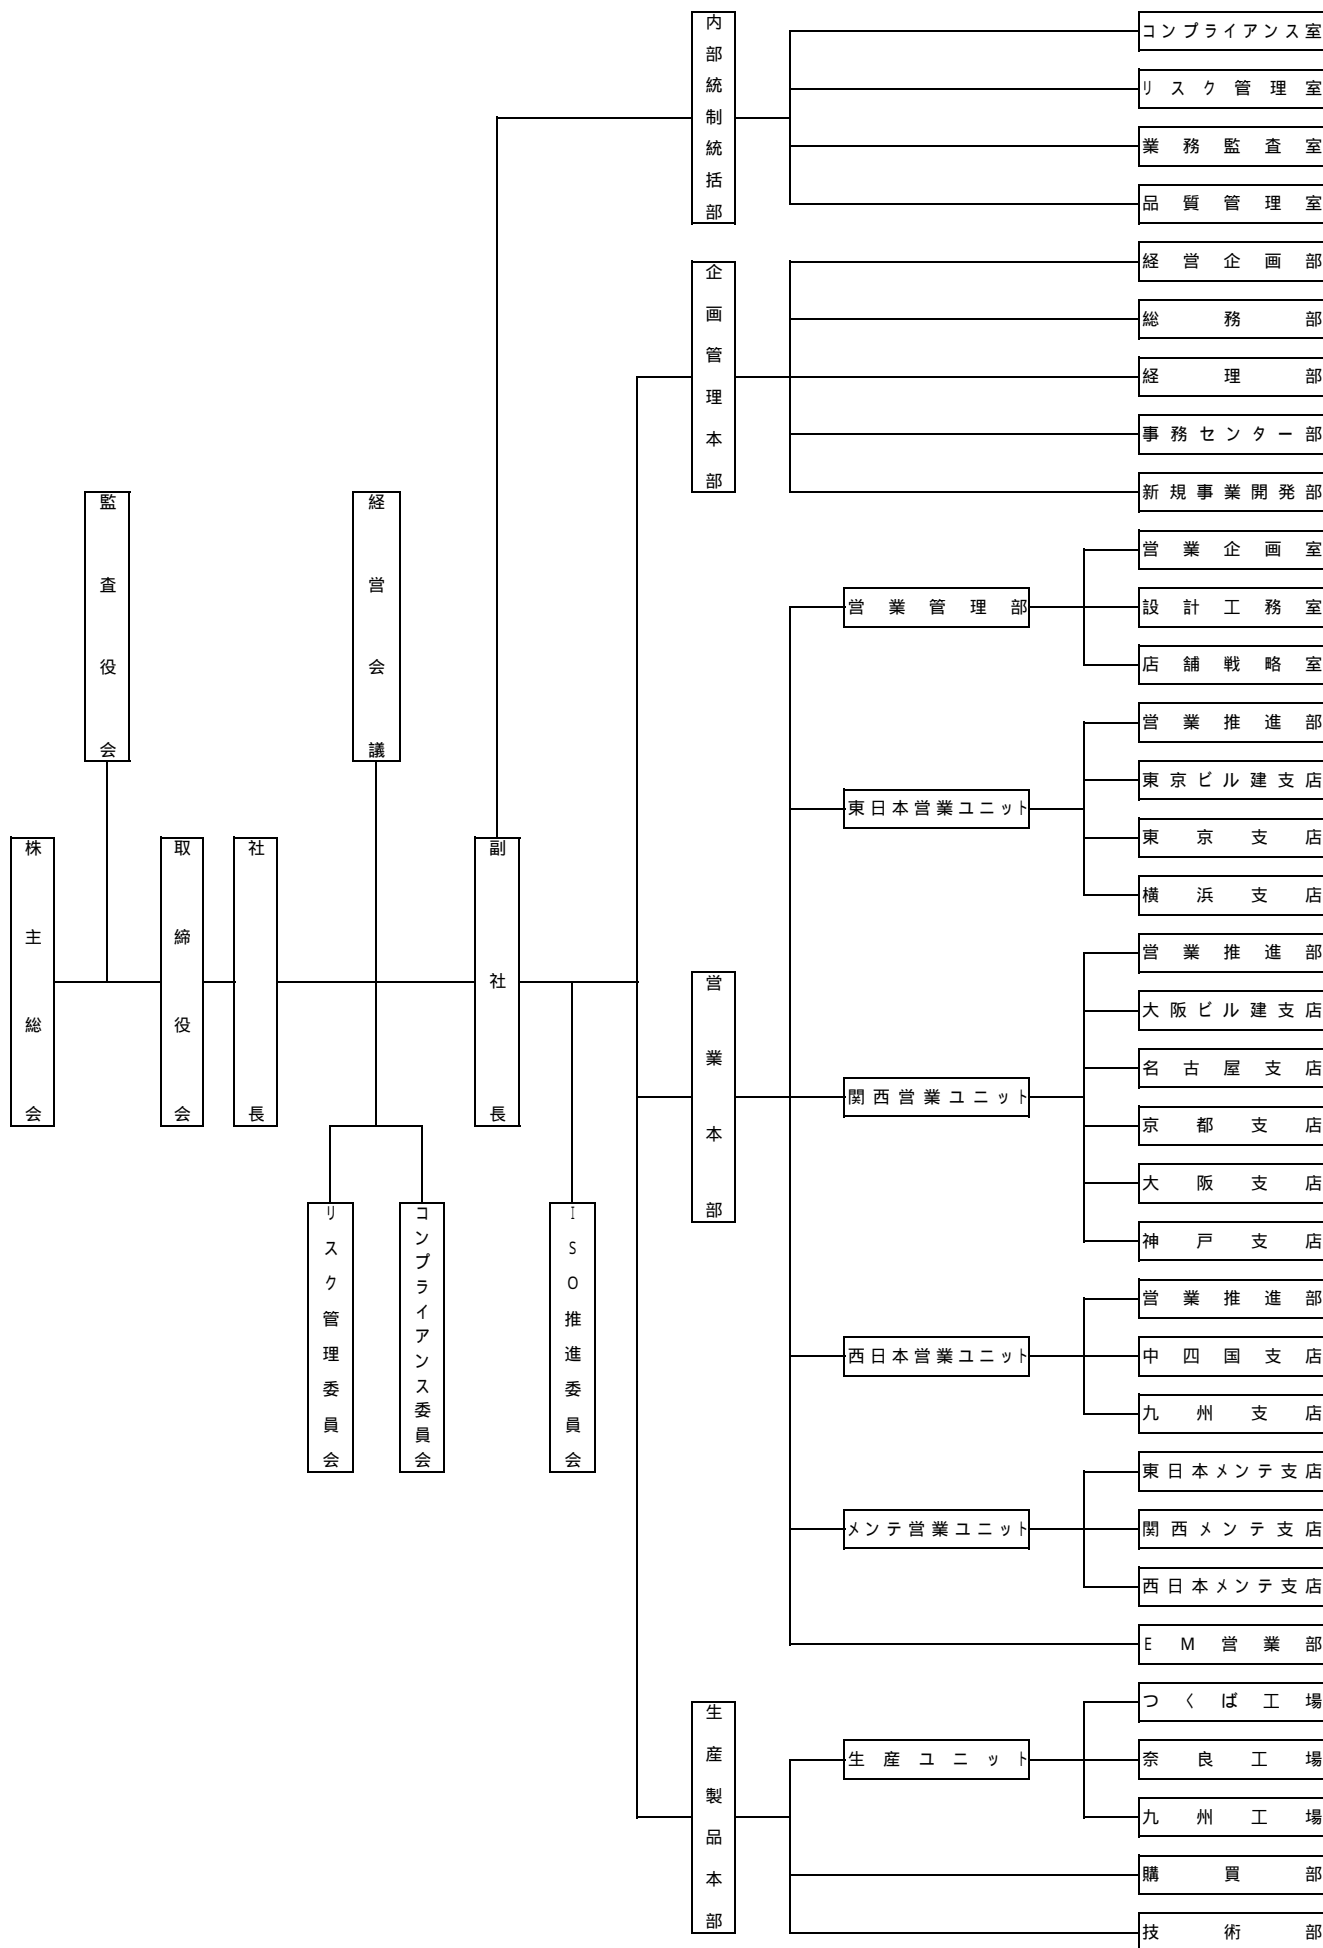 株主総会
監査役会
取締役会
社長
経営会議
リスク管理委員会
コンプライアンス委員会
副社長
ISO推進委員会
内部統制統括部
コンプライアンス室
リスク管理室
業務監査室
品質管理室
企画管理本部
経営企画部
総務部
経理部
事務センター部
新規事業開発部
営業本部
営業管理部
営業企画室
設計工務室
店舗戦略室
東日本営業ユニット
営業推進部
東京ビル建支店
東京支店
横浜支店
関西営業ユニット
営業推進部
大阪ビル建支店
名古屋支店
京都支店
大阪支店
神戸支店
西日本営業ユニット
営業推進部
中四国支店
九州支店
メンテ営業ユニット
東日本メンテ支店
関西メンテ支店
西日本メンテ支店
EM営業部
生産製品本部
生産ユニット
つくば工場
奈良工場
九州工場
購買部
技術部